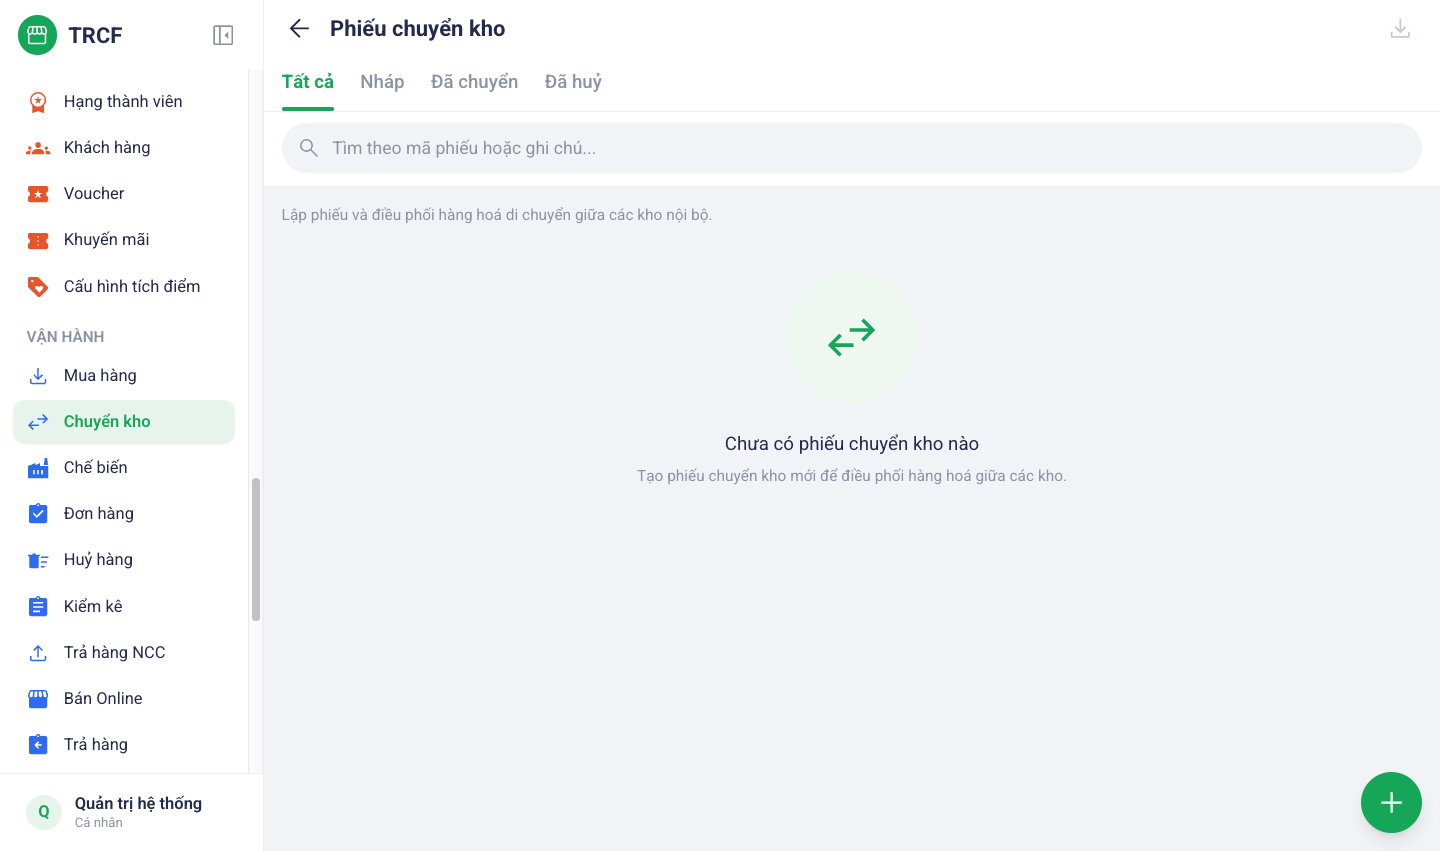 TRCF
Hạng thành viên
Khách hàng
Voucher
Khuyến mãi
Cấu hình tích điểm
VẬN HÀNH
Mua hàng
Chuyển kho
Chế biến
Đơn hàng
Huỷ hàng
Kiểm kê
Trả hàng NCC
Bán Online
Trả hàng
Q
Quản trị hệ thống
Cá nhân
Phiếu chuyển kho
Tất cả Nháp Đã chuyển Đã huỷ
Tìm theo mã phiếu hoặc ghi chú...
Lập phiếu và điều phối hàng hoá di chuyển giữa các kho nội bộ.
Chưa có phiếu chuyển kho nào
Tạo phiếu chuyển kho mới để điều phối hàng hoá giữa các kho.